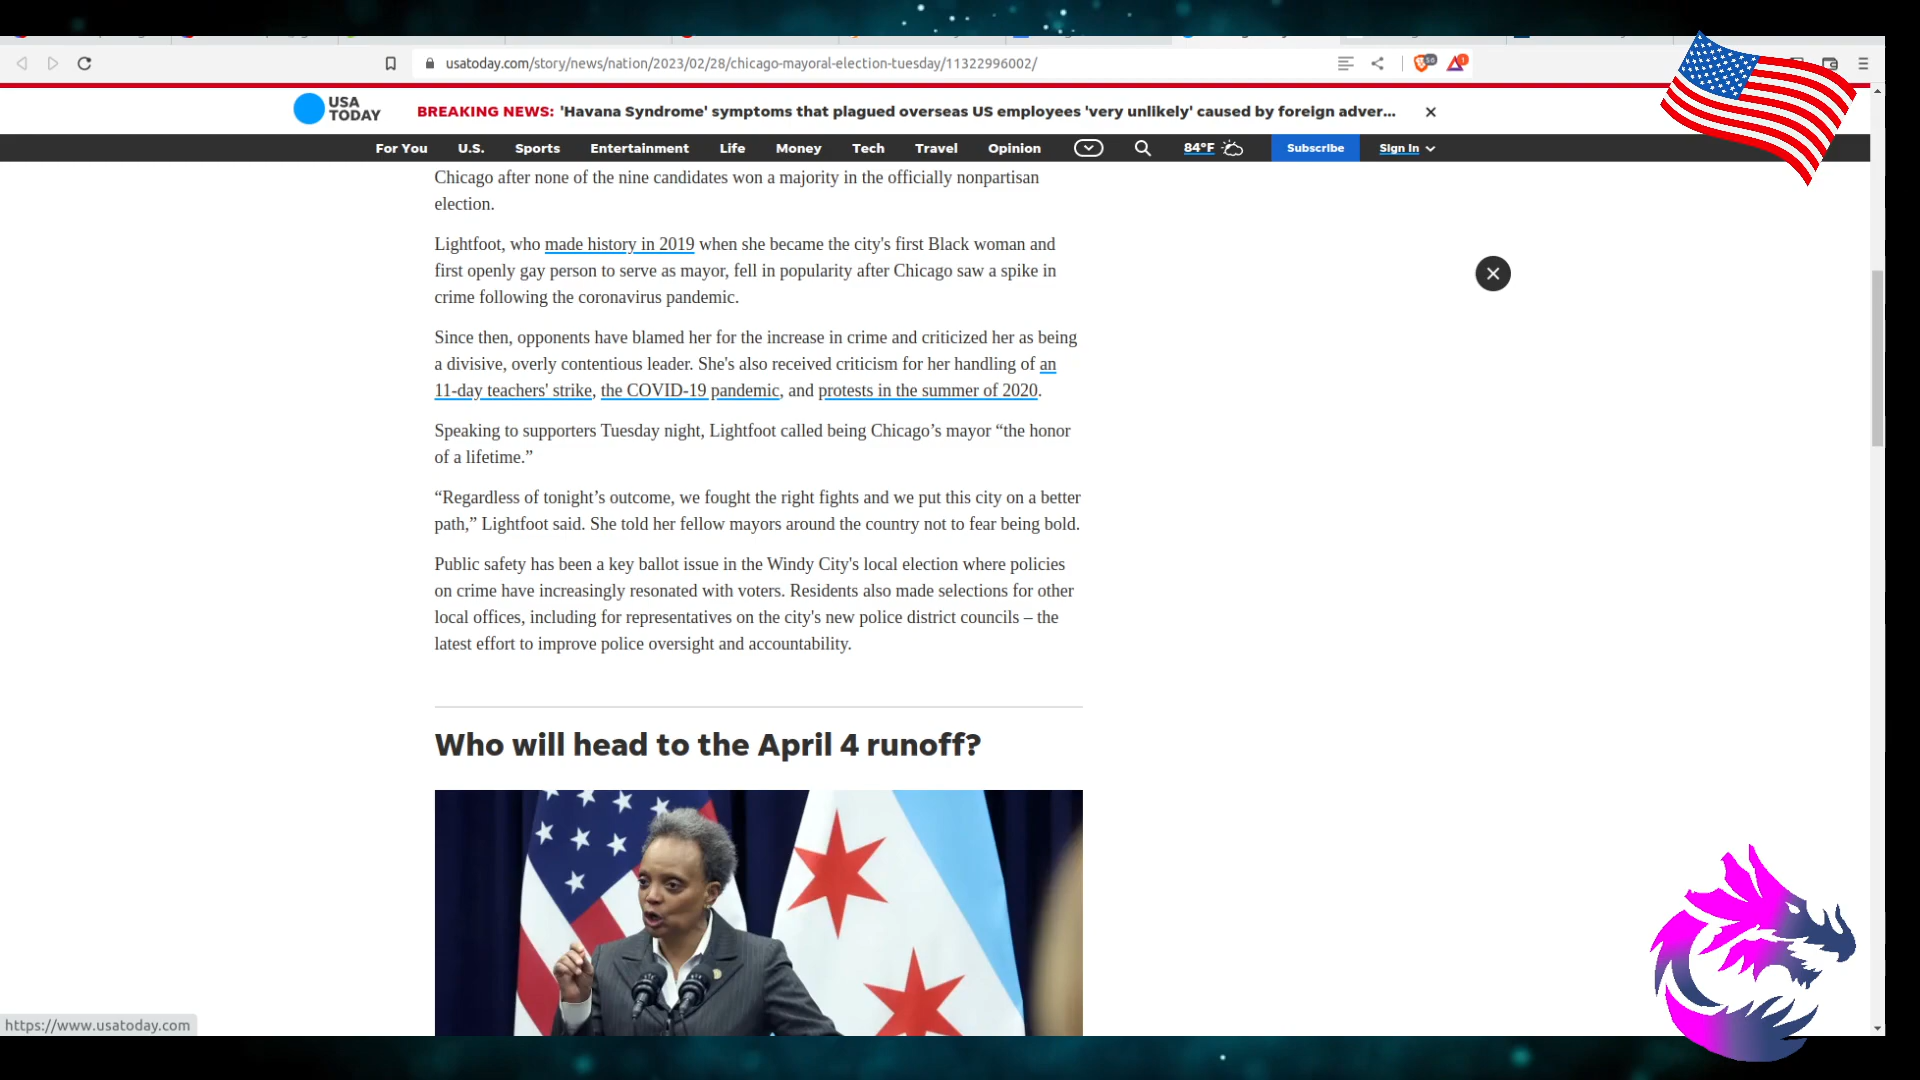 usatoday.com/story/news/nation/2023/02/28/chicago-mayoral-election-tuesday/11322996002/
56
1
USA
TODAY
BREAKING NEWS: 'Havana Syndrome' symptoms that plagued overseas US employees 'very unlikely' caused by foreign adver...
For You U.S. Sports Entertainment Life Money Tech Travel Opinion 84°F Subscribe Sign In
Chicago after none of the nine candidates won a majority in the officially nonpartisan
election.
Lightfoot, who made history in 2019 when she became the city's first Black woman and
first openly gay person to serve as mayor, fell in popularity after Chicago saw a spike in
crime following the coronavirus pandemic.
Since then, opponents have blamed her for the increase in crime and criticized her as being
a divisive, overly contentious leader. She's also received criticism for her handling of an
11-day teachers' strike, the COVID-19 pandemic, and protests in the summer of 2020.
Speaking to supporters Tuesday night, Lightfoot called being Chicago’s mayor “the honor
of a lifetime.”
“Regardless of tonight’s outcome, we fought the right fights and we put this city on a better
path,” Lightfoot said. She told her fellow mayors around the country not to fear being bold.
Public safety has been a key ballot issue in the Windy City's local election where policies
on crime have increasingly resonated with voters. Residents also made selections for other
local offices, including for representatives on the city's new police district councils – the
latest effort to improve police oversight and accountability.
Who will head to the April 4 runoff?
https://www.usatoday.com